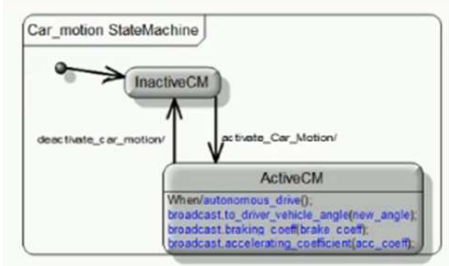 Car_motion StateMachine
InactiveCM
deactivate_car_motion/
activate_Car_Motion/
ActiveCM
When/autonomous_drive();
broadcast.to_driver_vehicle_angle(new_angle);
broadcast.braking_coeff(brake_coeff);
broadcast.accelerating_coefficient(acc_coeff);